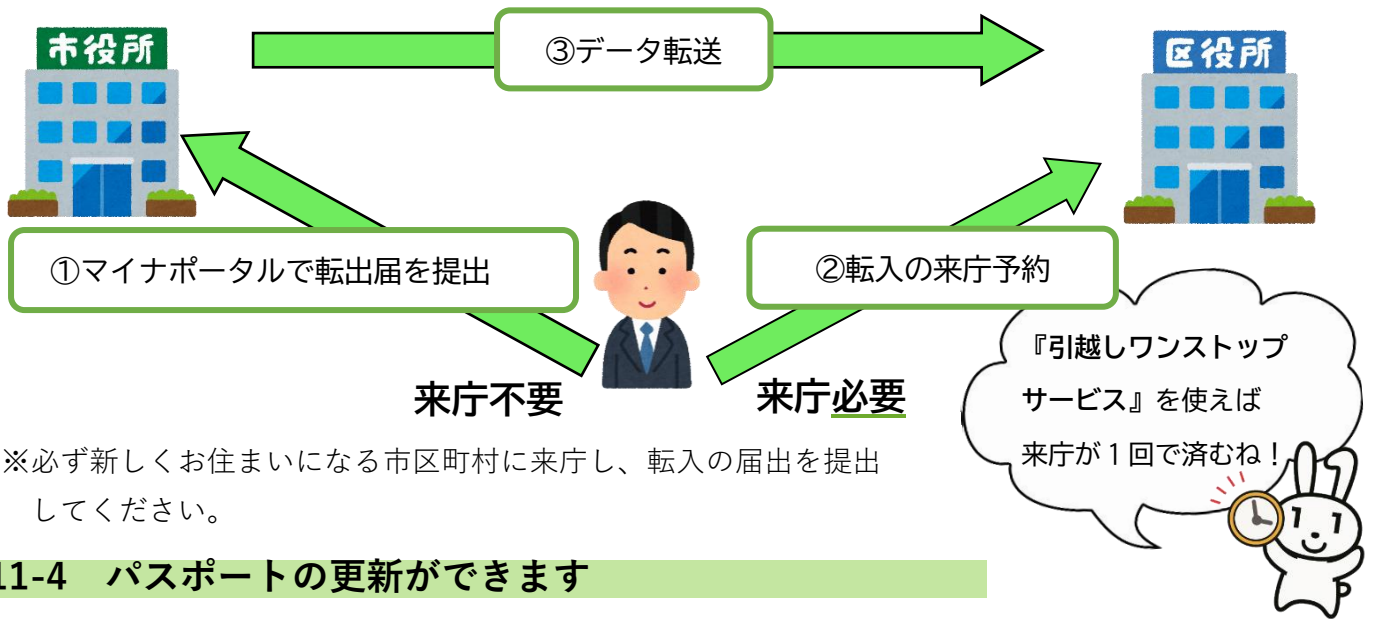 市役所
③データ転送
区役所
①マイナポータルで転出届を提出
②転入の来庁予約
来庁不要
来庁必要
『引越しワンストップ
サービス』を使えば
来庁が1回で済むね！
※必ず新しくお住まいになる市区町村に来庁し、転入の届出を提出
してください。
11-4　パスポートの更新ができます